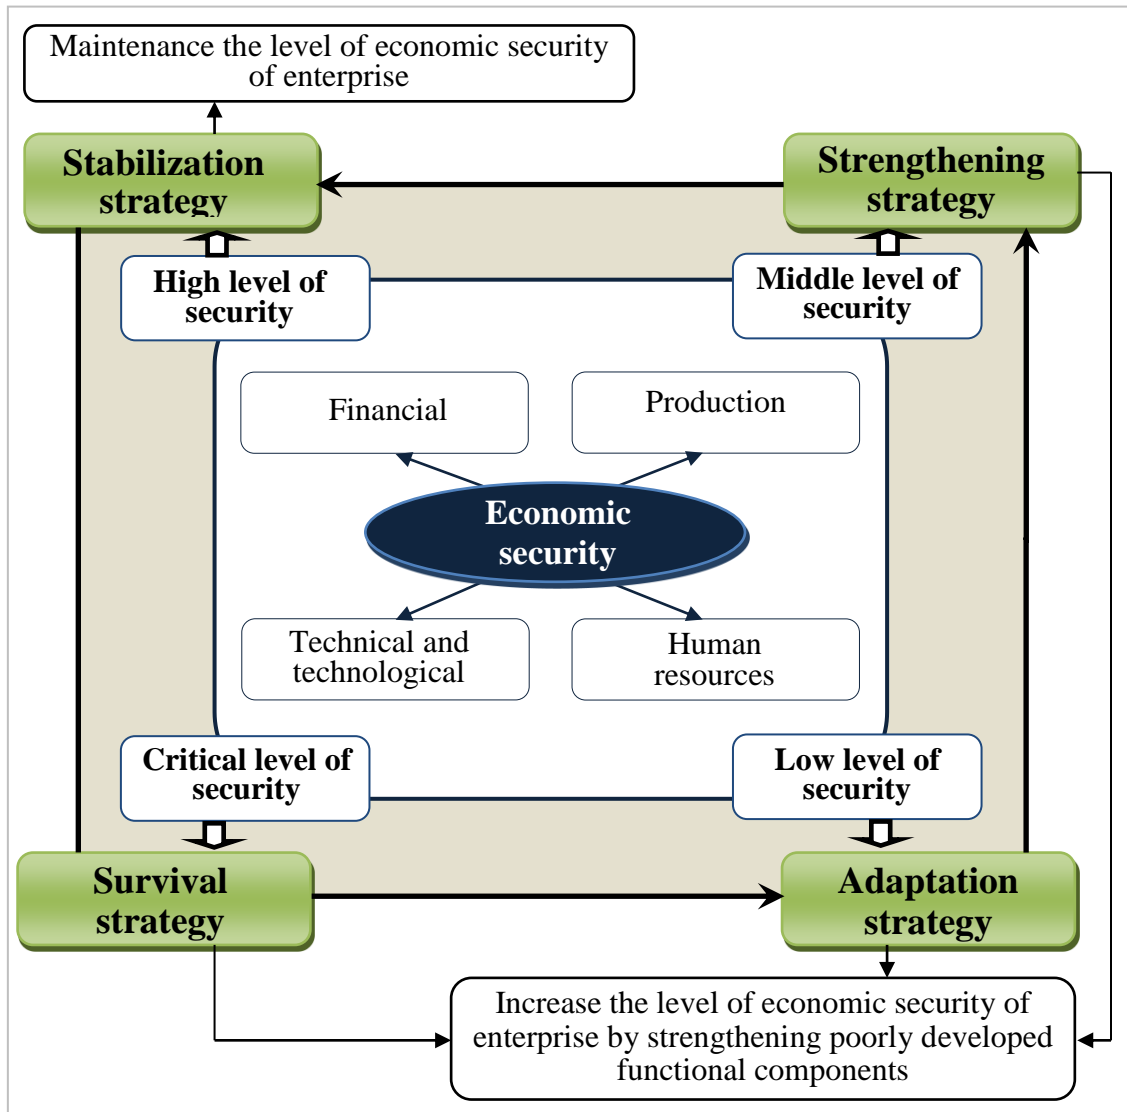 Maintenance the level of economic security
of enterprise
Stabilization
strategy
Strengthening
strategy
High level of
security
Middle level of
security
Financial
Production
Economic
security
Technical and
technological
Human
resources
Critical level of
security
Low level of
security
Survival
strategy
Adaptation
strategy
Increase the level of economic security of
enterprise by strengthening poorly developed
functional components